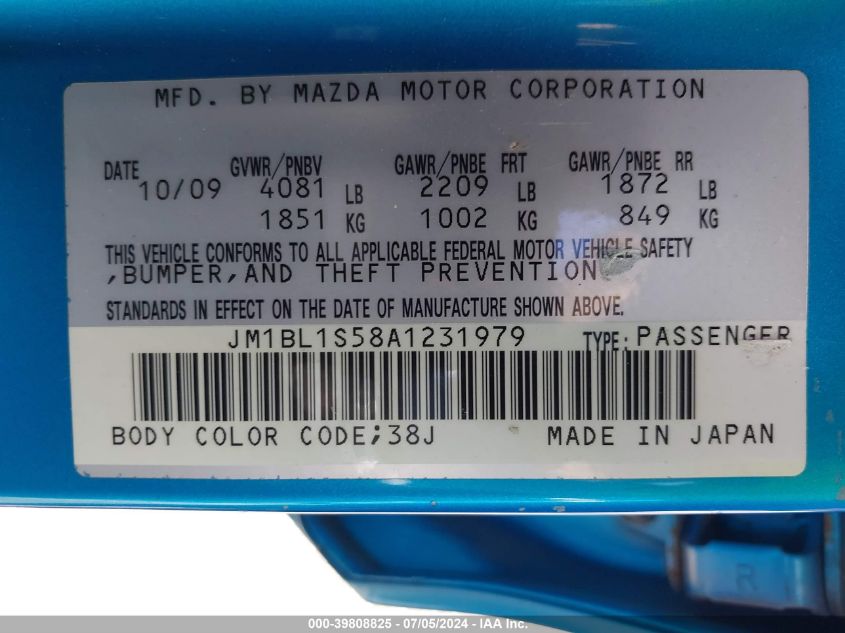 MFD. BY MAZDA MOTOR CORPORATION
DATE GVWR/PNBV GAWR/PNBE FRT GAWR/PNBE RR
10/09 4081 LB 2209 LB 1872 LB
1851 KG 1002 KG 849 KG
THIS VEHICLE CONFORMS TO ALL APPLICABLE FEDERAL MOTOR VEHICLE SAFETY
,BUMPER,AND THEFT PREVENTION
STANDARDS IN EFFECT ON THE DATE OF MANUFACTURE SHOWN ABOVE.
JM1BL1S58A1231979 TYPE: PASSENGER
BODY COLOR CODE;38J MADE IN JAPAN
R
000-39808825 - 07/05/2024 - IAA Inc.